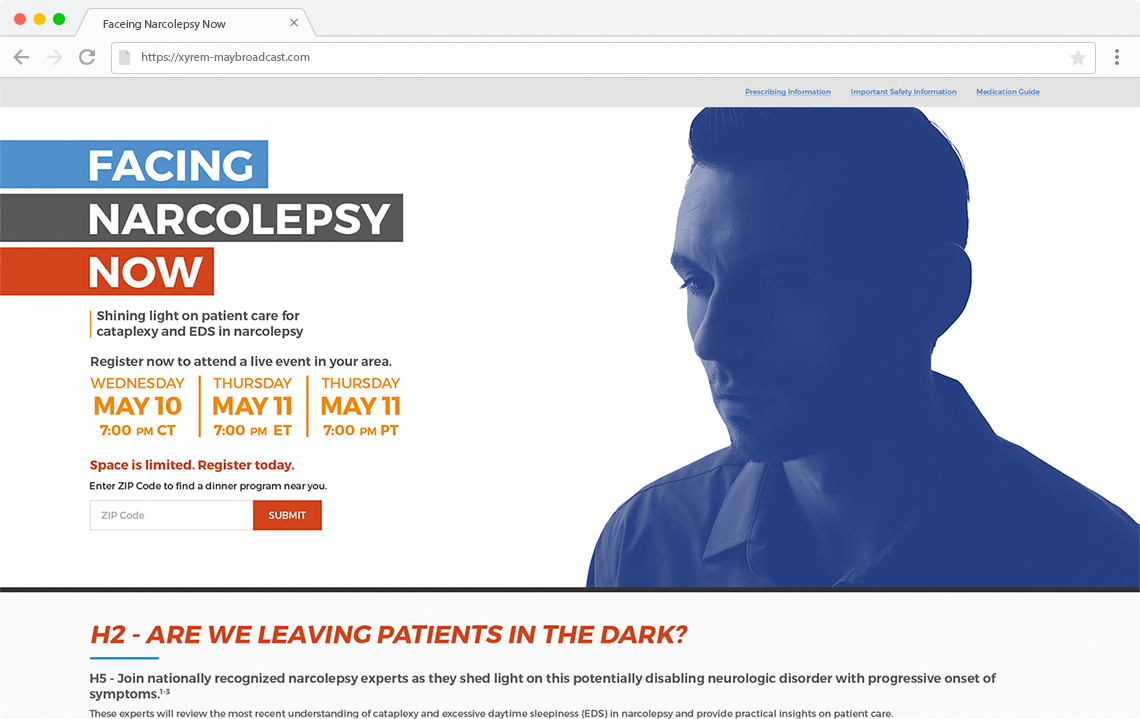 Faceing Narcolepsy Now
https://xyrem-maybroadcast.com
Prescribing Information Important Safety Information Medication Guide
FACING
NARCOLEPSY
NOW
Shining light on patient care for
cataplexy and EDS in narcolepsy
Register now to attend a live event in your area.
WEDNESDAY THURSDAY THURSDAY
MAY 10 MAY 11 MAY 11
7:00 PM CT 7:00 PM ET 7:00 PM PT
Space is limited. Register today.
Enter ZIP Code to find a dinner program near you.
ZIP Code SUBMIT
H2 - ARE WE LEAVING PATIENTS IN THE DARK?
H5 - Join nationally recognized narcolepsy experts as they shed light on this potentially disabling neurologic disorder with progressive onset of
symptoms.1-3
These experts will review the most recent understanding of cataplexy and excessive daytime sleepiness (EDS) in narcolepsy and provide practical insights on patient care.